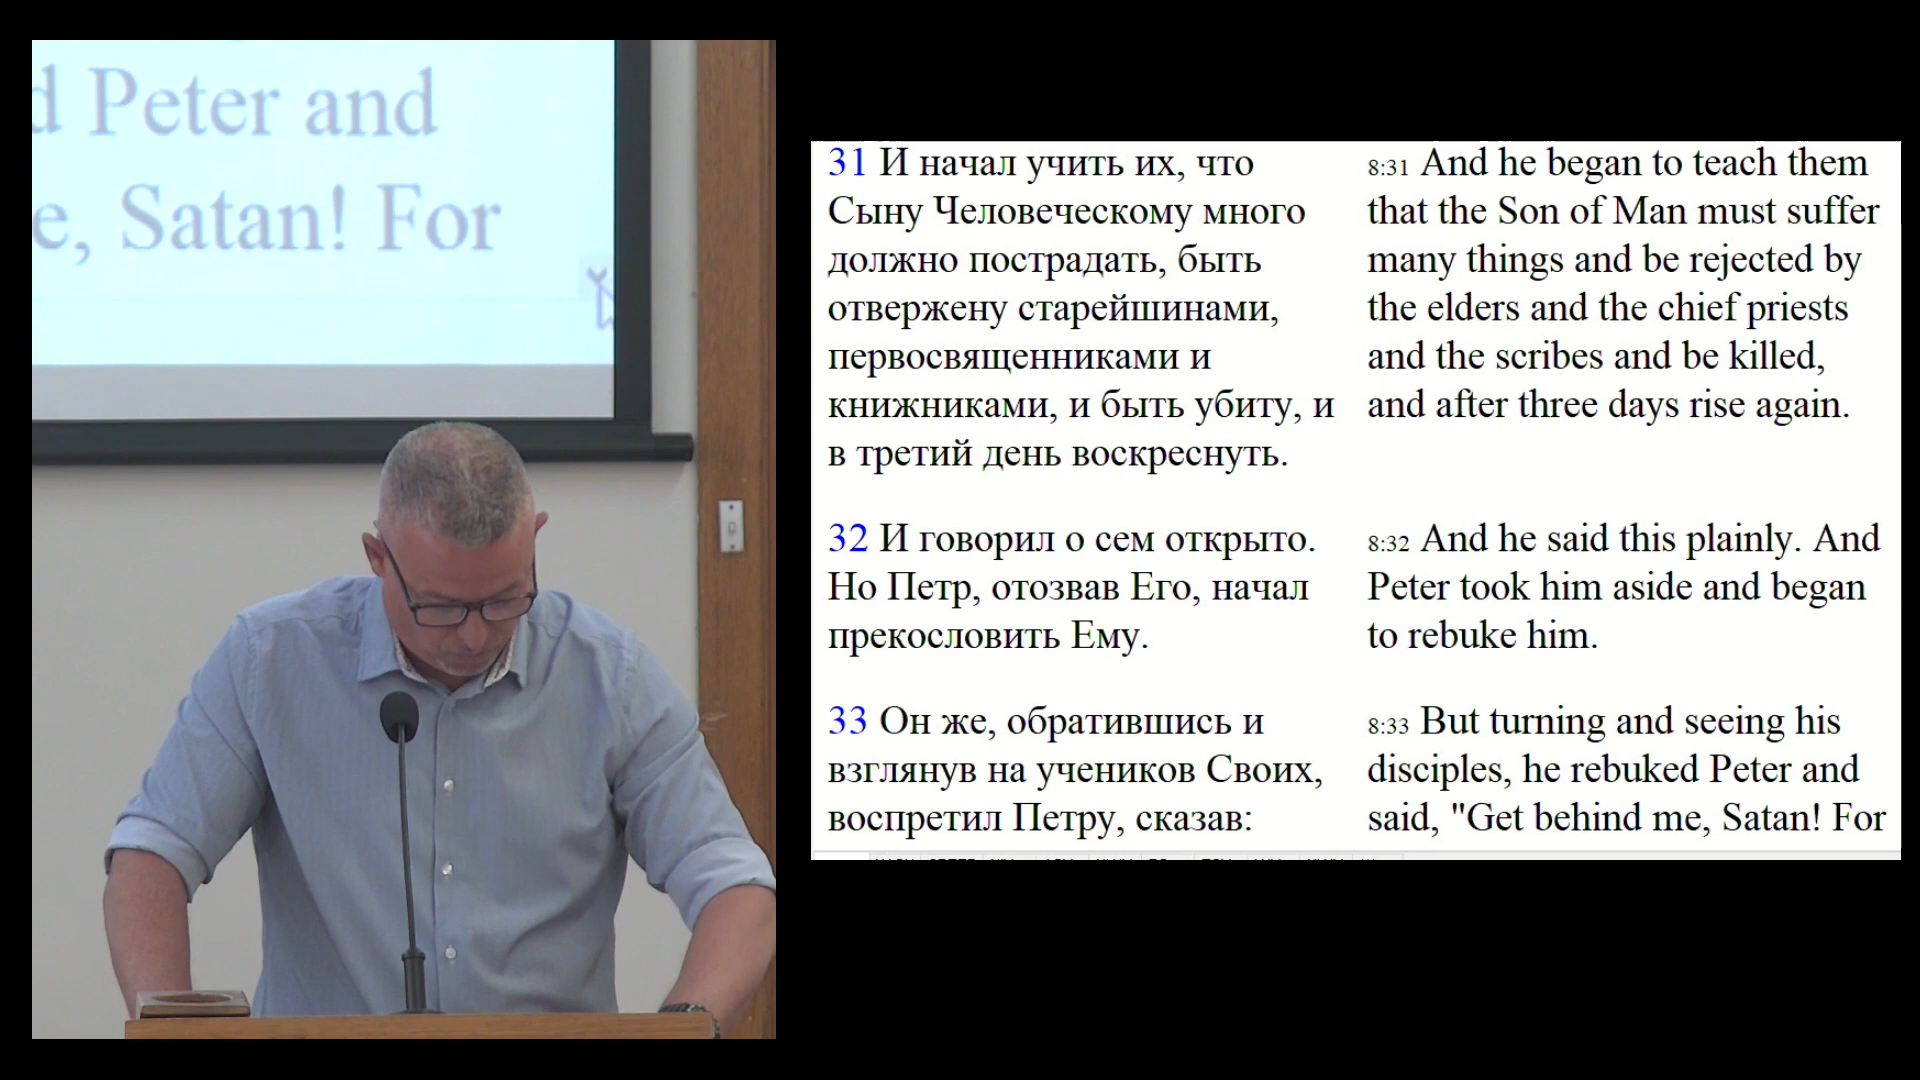 d Peter and
e, Satan! For
31 И начал учить их, что
Сыну Человеческому много
должно пострадать, быть
отвержену старейшинами,
первосвященниками и
книжниками, и быть убиту, и
в третий день воскреснуть.
32 И говорил о сем открыто.
Но Петр, отозвав Его, начал
прекословить Ему.
33 Он же, обратившись и
взглянув на учеников Своих,
воспретил Петру, сказав:
8:31 And he began to teach them
that the Son of Man must suffer
many things and be rejected by
the elders and the chief priests
and the scribes and be killed,
and after three days rise again.
8:32 And he said this plainly. And
Peter took him aside and began
to rebuke him.
8:33 But turning and seeing his
disciples, he rebuked Peter and
said, "Get behind me, Satan! For